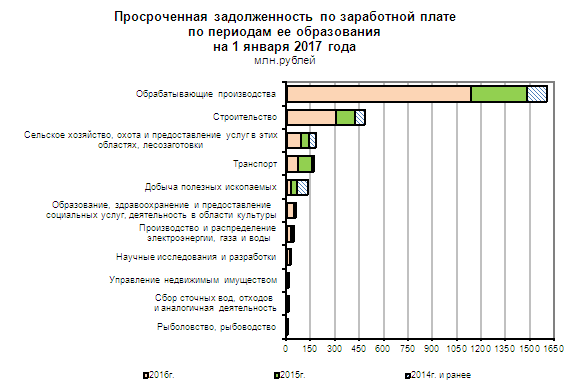 Просроченная задолженность по заработной плате
по периодам ее образования
на 1 января 2017 года
млн.рублей
Обрабатывающие производства
Строительство
Сельское хозяйство, охота и предоставление услуг в этих
областях, лесозаготовки
Транспорт
Добыча полезных ископаемых
Образование, здравоохранение и предоставление
социальных услуг, деятельность в области культуры
Производство и распределение
электроэнергии, газа и воды
Научные исследования и разработки
Управление недвижимым имуществом
Сбор сточных вод, отходов
и аналогичная деятельность
Рыболовство, рыбоводство
0 150 300 450 600 750 900 1050 1200 1350 1500 1650
2016г. 2015г. 2014г. и ранее